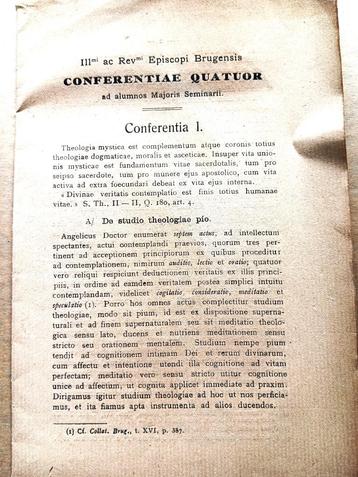 Illmi ac Revmi Episcopi Brugensis
CONFERENTIAE QUATUOR
ad alumnos Majoris Seminarii.
Conferentia I.
Theologia mystica est complementum atque coronis totius
theologiae dogmaticae, moralis et asceticae. Insuper vita unio-
nis mysticae est fundamentum vitae sacerdotalis, tum pro
seipso sacerdote, tum pro munere ejus apostolico, cum vita
activa ad extra foecundari debeat ex vita ejus interna.
« Divinae veritatis contemplatio est finis totius humanae
vitae. » S. Th., II — II, Q. 180, art. 4.
A) De studio theologiae pio.
Angelicus Doctor enumerat septem actus; ad intellectum
spectantes, actui contemplandi praevios, quorum tres per-
tinent ad acceptionem principiorum ex quibus proceditur
ad contemplationem, nimirum auditio, lectio et oratio; quatuor
vero reliqui respiciunt deductionem veritatis ex illis princi-
piis, in ordine ad eamdem veritatem postea simplici intuitu
contemplandam, videlicet cogitatio, consideratio, meditatio et
speculatio (1). Porro hos omnes actus complectitur studium
theologiae, modo sit pium, id est ex dispositione superna-
turali et ad finem supernaturalem seu sit meditatio theolo-
gica sensu lato, ducens et nutriens meditationem sensu
stricto seu orationem mentalem. Studium nempe pium
tendit ad cognitionem intimam Dei et rerum divinarum,
cum affectu et intentione utendi illa cognitione ad vitam
perfectam; meditatio vero sensu stricto utitur cognitione
unice ad affectum, ut cognita applicet immediate ad praxim.
Dirigamus igitur studium theologiae ad hoc ut nos perficia-
mus, et ita fiamus apta instrumenta ad alios ducendos.
(1) Cf. Collat. Brug., t. XVI, p. 387.